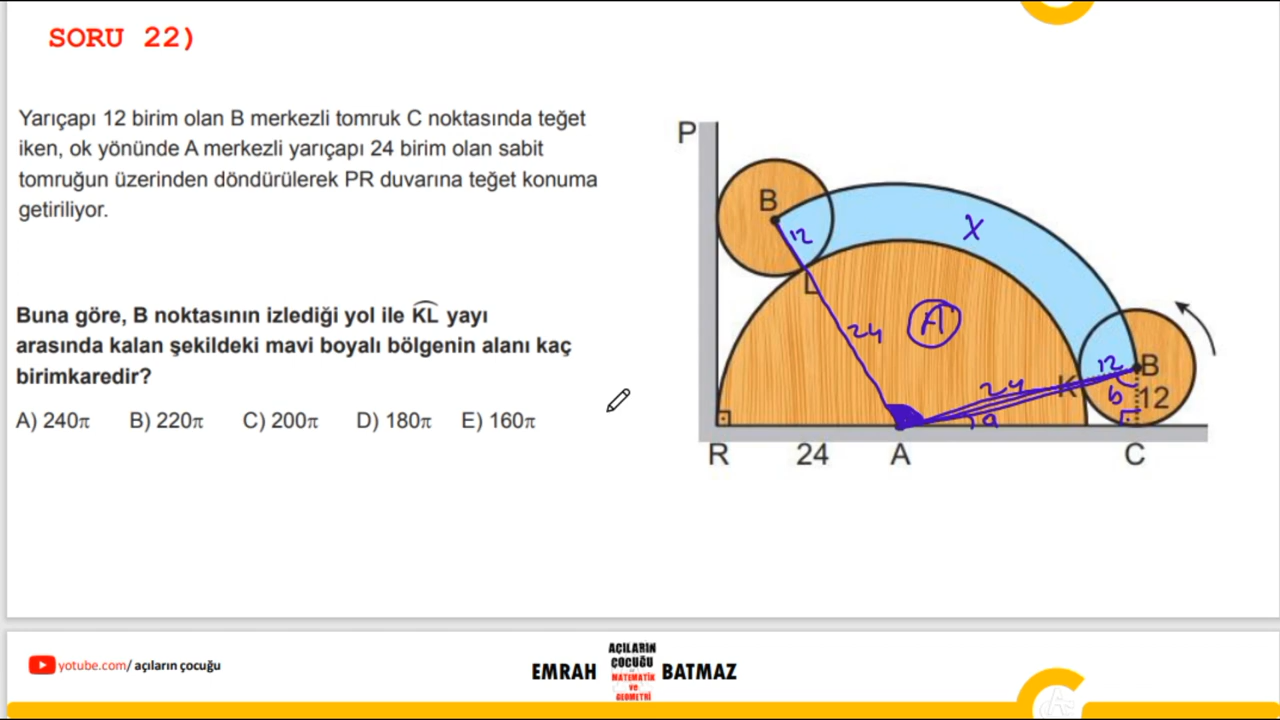 SORU 22)
Yarıçapı 12 birim olan B merkezli tomruk C noktasında teğet
iken, ok yönünde A merkezli yarıçapı 24 birim olan sabit
tomruğun üzerinden döndürülerek PR duvarına teğet konuma
getiriliyor.
Buna göre, B noktasının izlediği yol ile KL yayı
arasında kalan şekildeki mavi boyalı bölgenin alanı kaç
birimkaredir?
A) 240π B) 220π C) 200π D) 180π E) 160π
P
B
12
X
L
A
24
12
B
K
24
b
12
a
R
24
A
C
yotube.com/ açıların çocuğu
EMRAH
AÇILARIN
ÇOCUĞU
MATEMATİK
ve
GEOMETRİ
BATMAZ